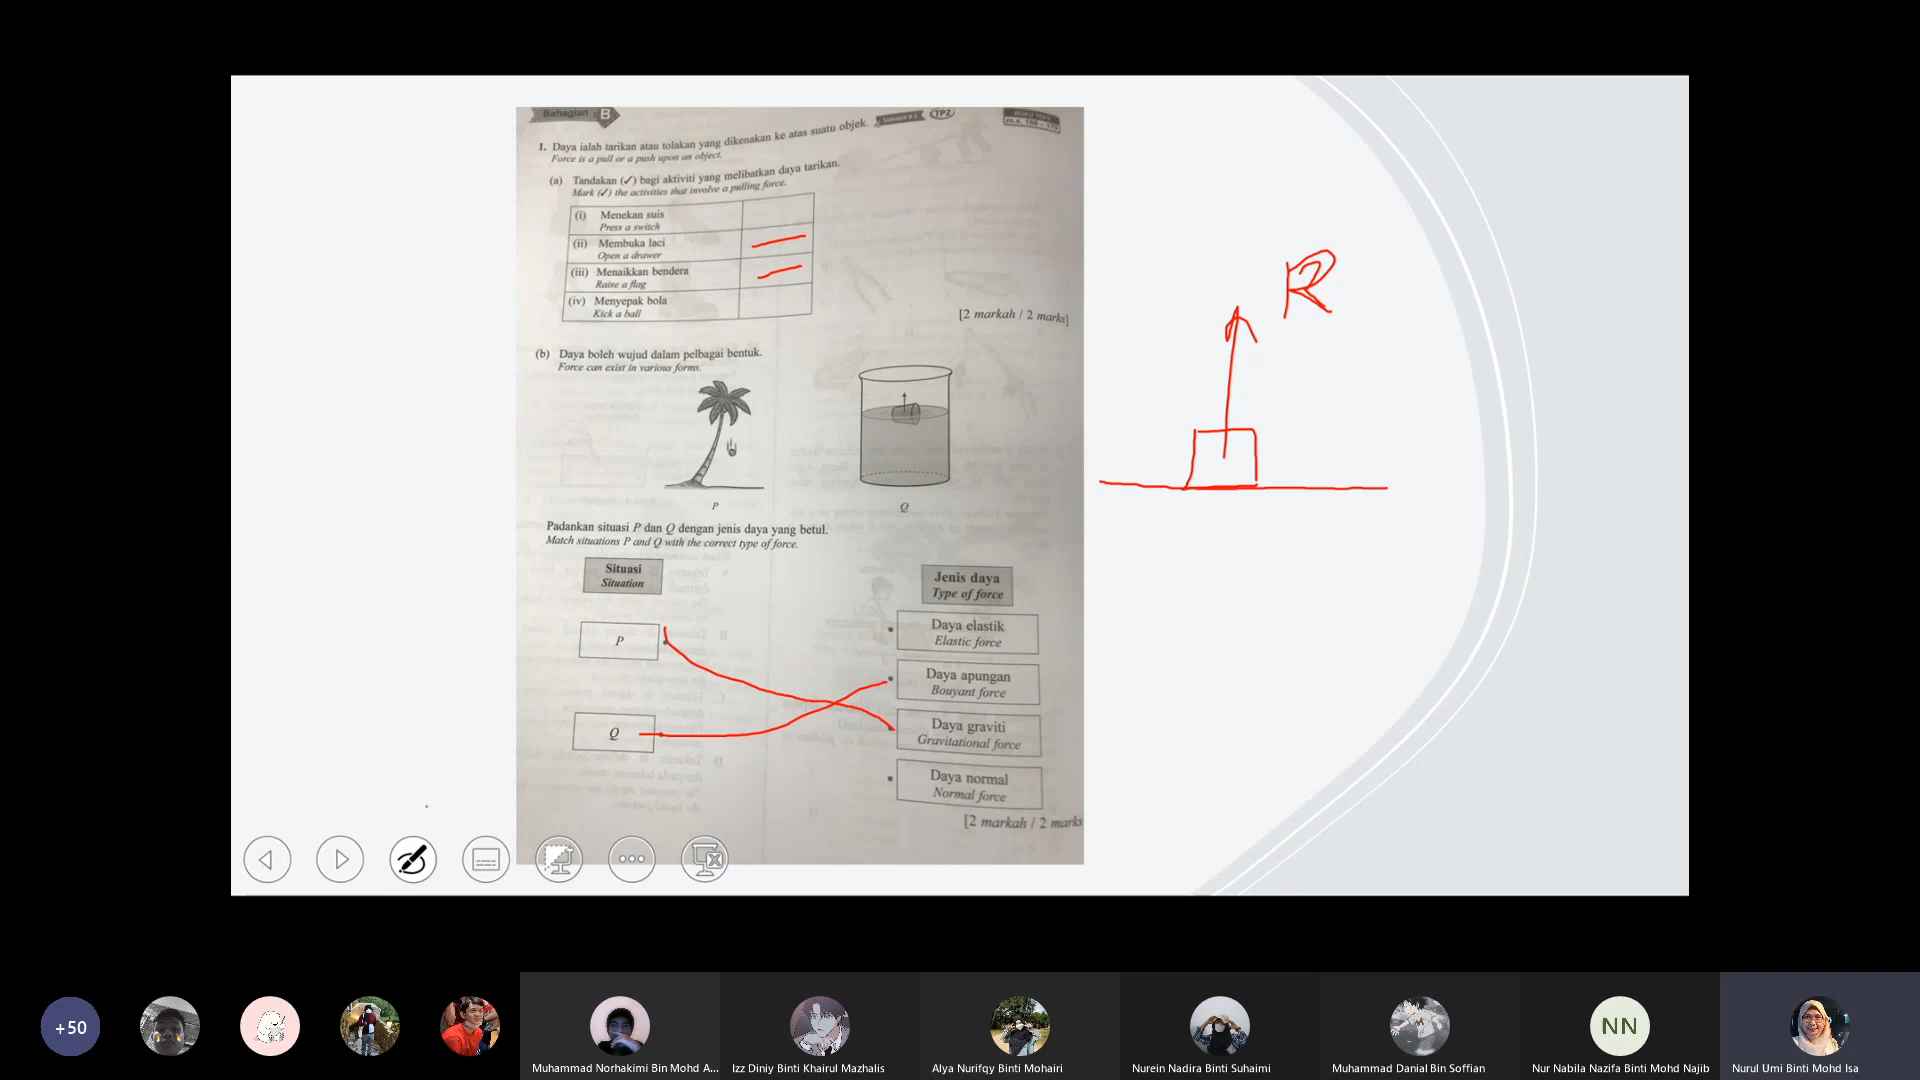 Bahagian B
TP2
1. Daya ialah tarikan atau tolakan yang dikenakan ke atas suatu objek.
Force is a pull or a push upon an object.
(a) Tandakan (✓) bagi aktiviti yang melibatkan daya tarikan.
Mark (✓) the activities that involve a pulling force.
(i) Menekan suis
Press a switch
(ii) Membuka laci
Open a drawer
(iii) Menaikkan bendera
Raise a flag
(iv) Menyepak bola
Kick a ball
[2 markah / 2 marks]
(b) Daya boleh wujud dalam pelbagai bentuk.
Force can exist in various forms.
P
Q
Padankan situasi P dan Q dengan jenis daya yang betul.
Match situations P and Q with the correct type of force.
Situasi
Situation
Jenis daya
Type of force
P
Q
Daya elastik
Elastic force
Daya apungan
Bouyant force
Daya graviti
Gravitational force
Daya normal
Normal force
[2 markah / 2 marks
R
+50
Muhammad Norhakimi Bin Mohd A...
Izz Diniy Binti Khairul Mazhalis
Alya Nurifqy Binti Mohairi
Nurein Nadira Binti Suhaimi
Muhammad Danial Bin Soffian
NN
Nur Nabila Nazifa Binti Mohd Najib
Nurul Umi Binti Mohd Isa